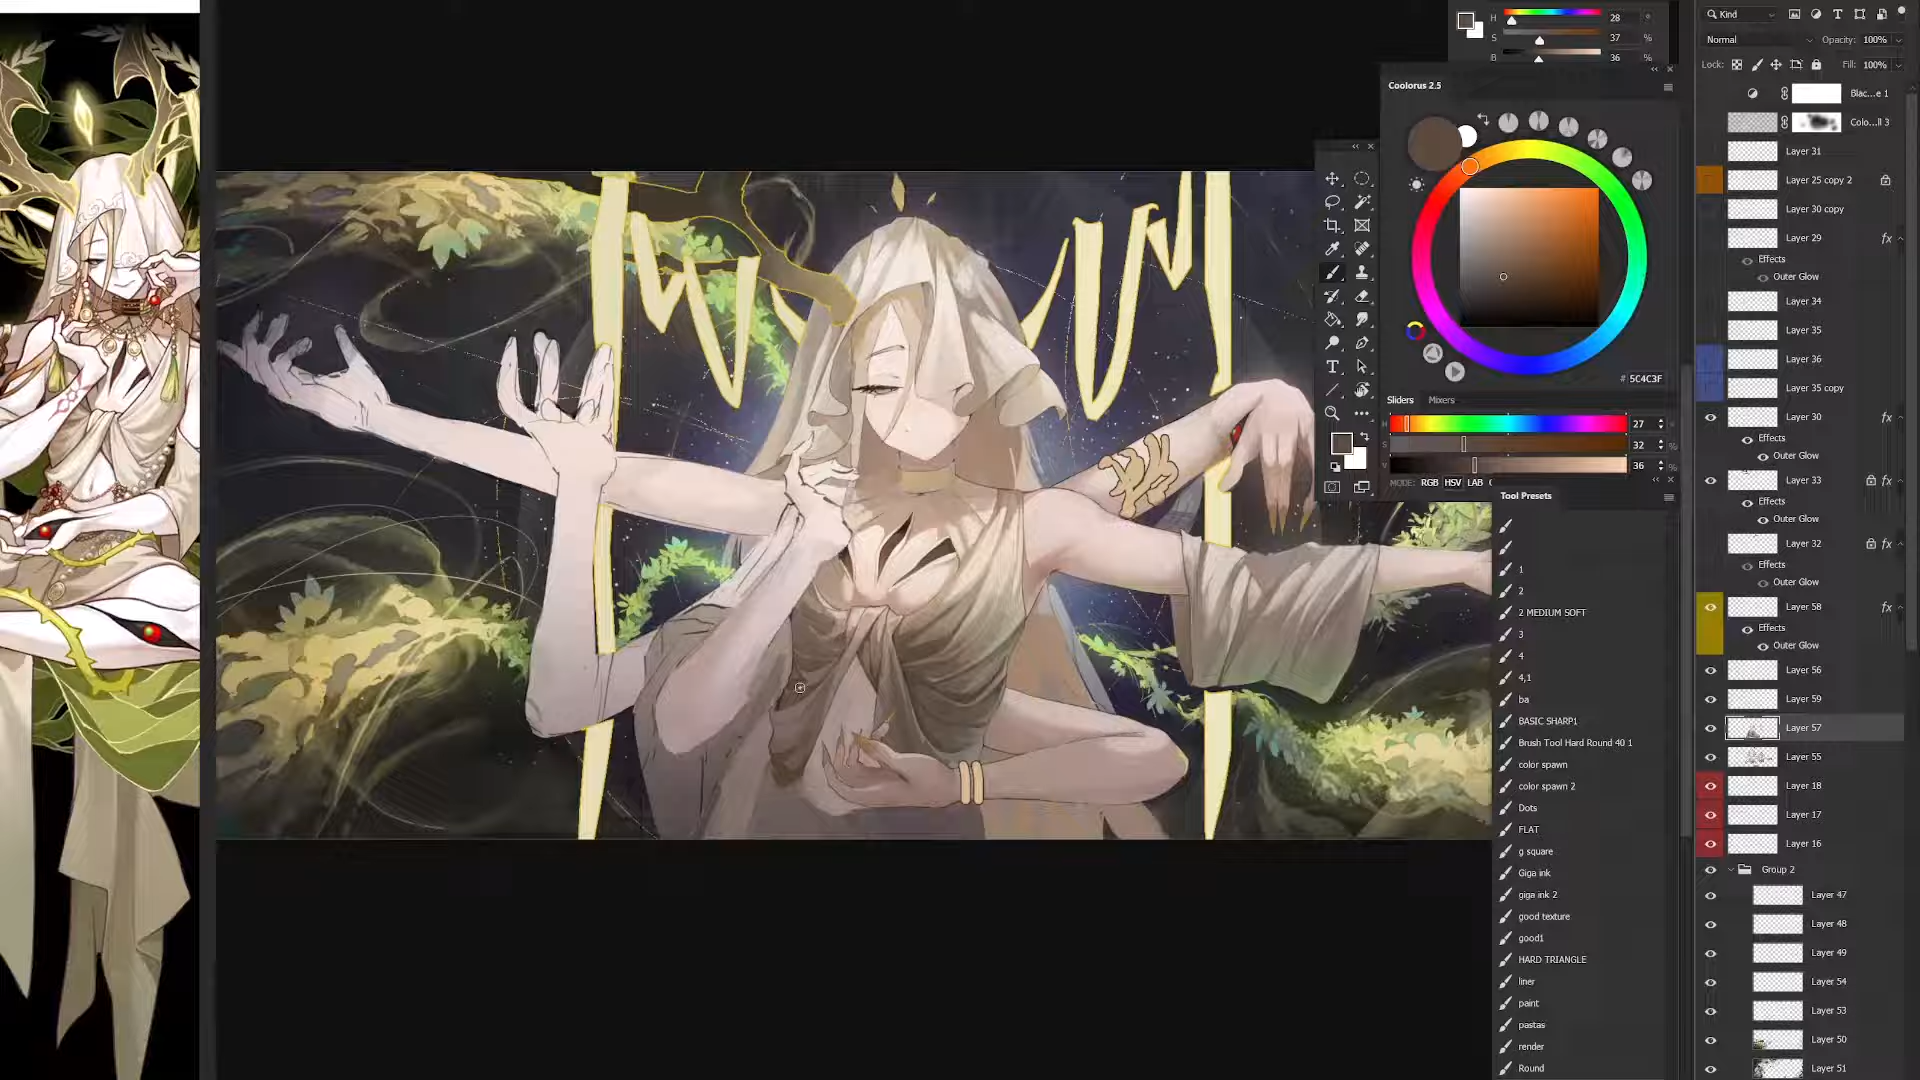 H 28 °
S 37 %
B 36 %
Coolorus 2.5
# 5C4C3F
Sliders Mixers
H 27 °
S 32 %
V 36 %
MODE: RGB HSV LAB
Tool Presets
1
2
2 MEDIUM SOFT
3
4
4,1
ba
BASIC SHARP1
Brush Tool Hard Round 40 1
color spawn
color spawn 2
Dots
FLAT
g square
Giga ink
giga ink 2
good texture
good1
HARD TRIANGLE
liner
paint
pastas
render
Round
Kind
Normal Opacity: 100%
Lock: Fill: 100%
Blac...e 1
Colo...ll 3
Layer 31
Layer 25 copy 2
Layer 30 copy
Layer 29 fx
Effects
Outer Glow
Layer 34
Layer 35
Layer 36
Layer 35 copy
Layer 30 fx
Effects
Outer Glow
Layer 33 fx
Effects
Outer Glow
Layer 32 fx
Effects
Outer Glow
Layer 58 fx
Effects
Outer Glow
Layer 56
Layer 59
Layer 57
Layer 55
Layer 18
Layer 17
Layer 16
Group 2
Layer 47
Layer 48
Layer 49
Layer 54
Layer 53
Layer 50
Layer 51